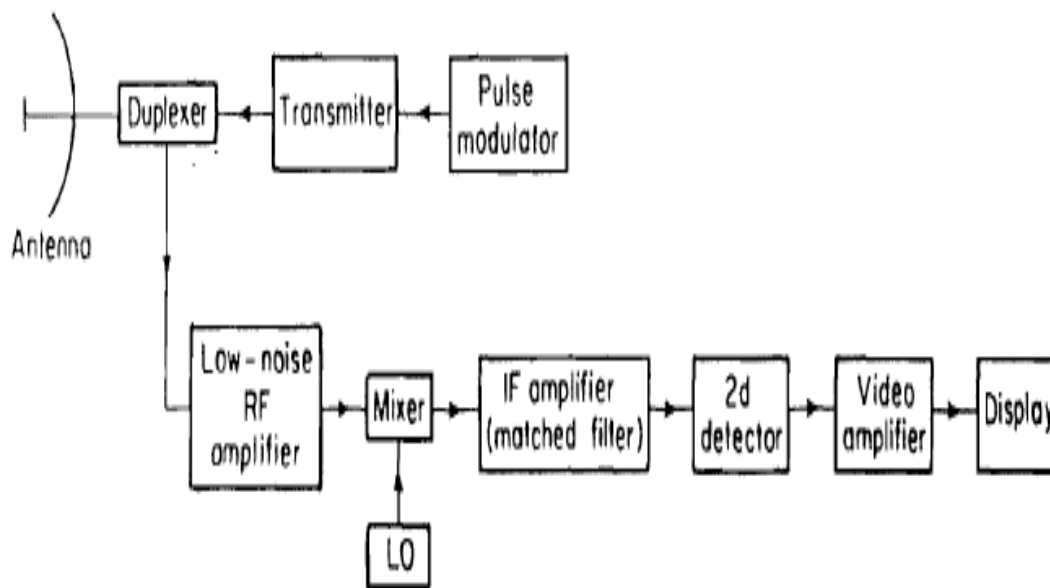 Duplexer
Transmitter
Pulse
modulator
Antenna
Low-noise
RF
amplifier
Mixer
IF amplifier
(matched filter)
2d
detector
Video
amplifier
Display
LO